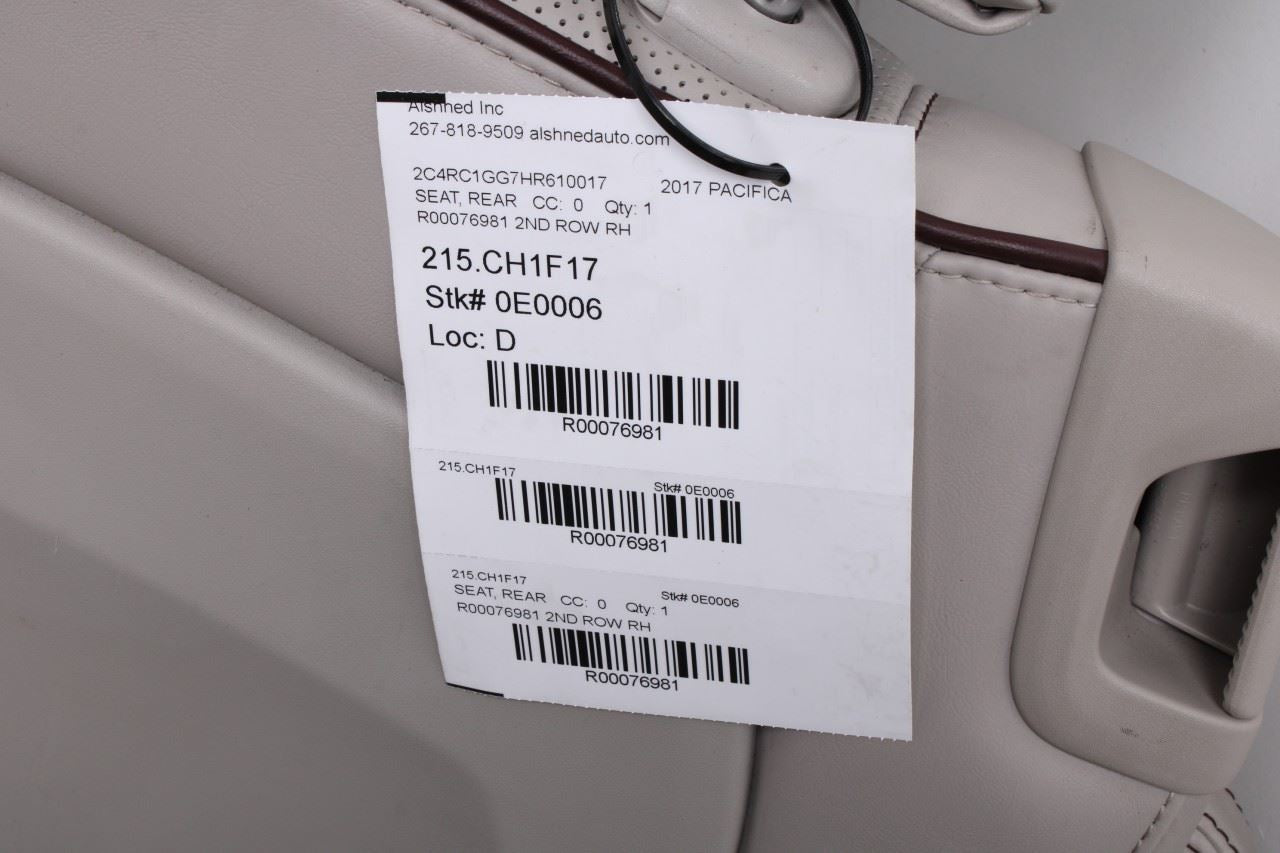 Alshned Inc
267-818-9509 alshnedauto.com
2C4RC1GG7HR610017 2017 PACIFICA
SEAT, REAR CC: 0 Qty: 1
R00076981 2ND ROW RH
215.CH1F17
Stk# 0E0006
Loc: D
R00076981
215.CH1F17 Stk# 0E0006
R00076981
215.CH1F17 Stk# 0E0006
SEAT, REAR CC: 0 Qty: 1
R00076981 2ND ROW RH
R00076981